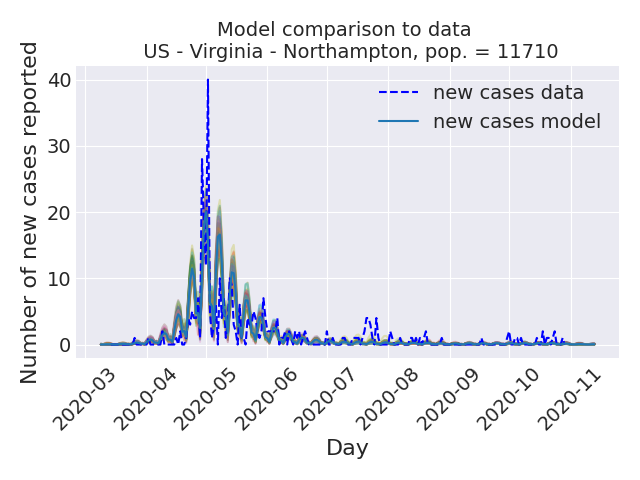 Model comparison to data
US - Virginia - Northampton, pop. = 11710
Number of new cases reported
40
30
20
10
0
new cases data
new cases model
2020-03
2020-04
2020-05
2020-06
2020-07
2020-08
2020-09
2020-10
2020-11
Day